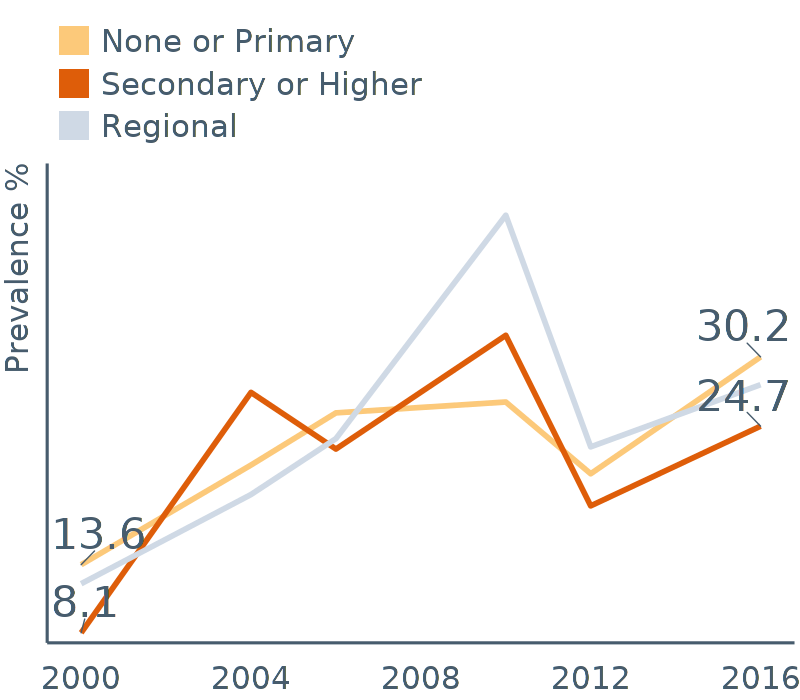 None or Primary
Secondary or Higher
Regional
Prevalence %
30.2
24.7
13.6
8.1
2000 2004 2008 2012 2016